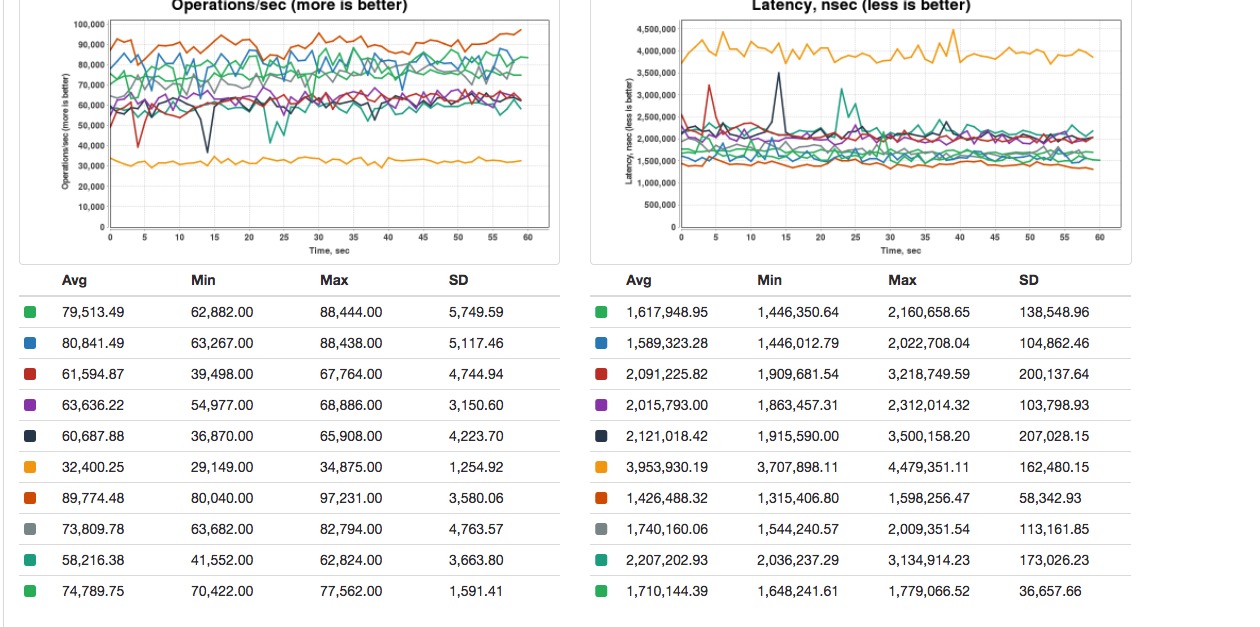 Operations/sec (more is better)
100,000
90,000
80,000
70,000
60,000
50,000
40,000
30,000
20,000
10,000
0
Operations/sec (more is better)
0 5 10 15 20 25 30 35 40 45 50 55 60
Time, sec
Avg Min Max SD
79,513.49 62,882.00 88,444.00 5,749.59
80,841.49 63,267.00 88,438.00 5,117.46
61,594.87 39,498.00 67,764.00 4,744.94
63,636.22 54,977.00 68,886.00 3,150.60
60,687.88 36,870.00 65,908.00 4,223.70
32,400.25 29,149.00 34,875.00 1,254.92
89,774.48 80,040.00 97,231.00 3,580.06
73,809.78 63,682.00 82,794.00 4,763.57
58,216.38 41,552.00 62,824.00 3,663.80
74,789.75 70,422.00 77,562.00 1,591.41
Latency, nsec (less is better)
4,500,000
4,000,000
3,500,000
3,000,000
2,500,000
2,000,000
1,500,000
1,000,000
500,000
0
Latency, nsec (less is better)
0 5 10 15 20 25 30 35 40 45 50 55 60
Time, sec
Avg Min Max SD
1,617,948.95 1,446,350.64 2,160,658.65 138,548.96
1,589,323.28 1,446,012.79 2,022,708.04 104,862.46
2,091,225.82 1,909,681.54 3,218,749.59 200,137.64
2,015,793.00 1,863,457.31 2,312,014.32 103,798.93
2,121,018.42 1,915,590.00 3,500,158.20 207,028.15
3,953,930.19 3,707,898.11 4,479,351.11 162,480.15
1,426,488.32 1,315,406.80 1,598,256.47 58,342.93
1,740,160.06 1,544,240.57 2,009,351.54 113,161.85
2,207,202.93 2,036,237.29 3,134,914.23 173,026.23
1,710,144.39 1,648,241.61 1,779,066.52 36,657.66